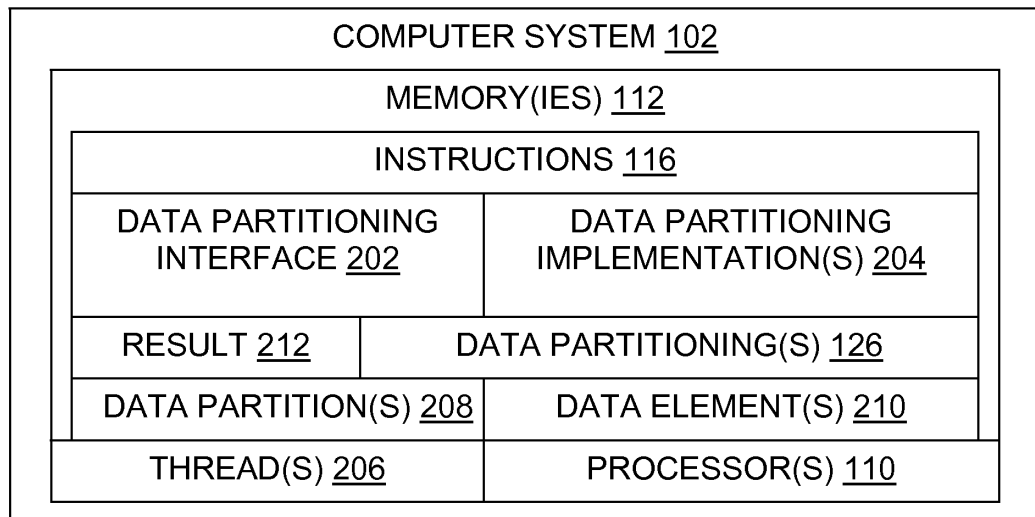 COMPUTER SYSTEM 102
MEMORY(IES) 112
INSTRUCTIONS 116
DATA PARTITIONING
INTERFACE 202
DATA PARTITIONING
IMPLEMENTATION(S) 204
RESULT 212
DATA PARTITIONING(S) 126
DATA PARTITION(S) 208
DATA ELEMENT(S) 210
THREAD(S) 206
PROCESSOR(S) 110